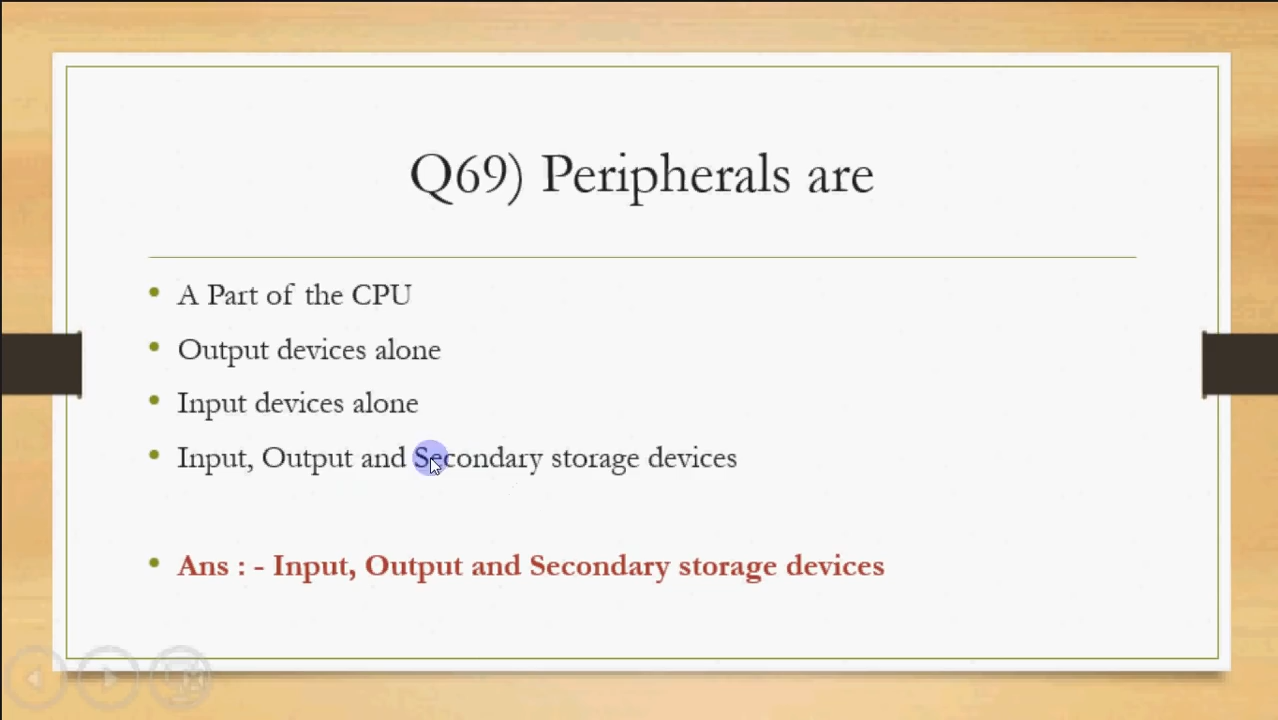 Q69) Peripherals are
• A Part of the CPU
• Output devices alone
• Input devices alone
• Input, Output and Secondary storage devices
• Ans : - Input, Output and Secondary storage devices